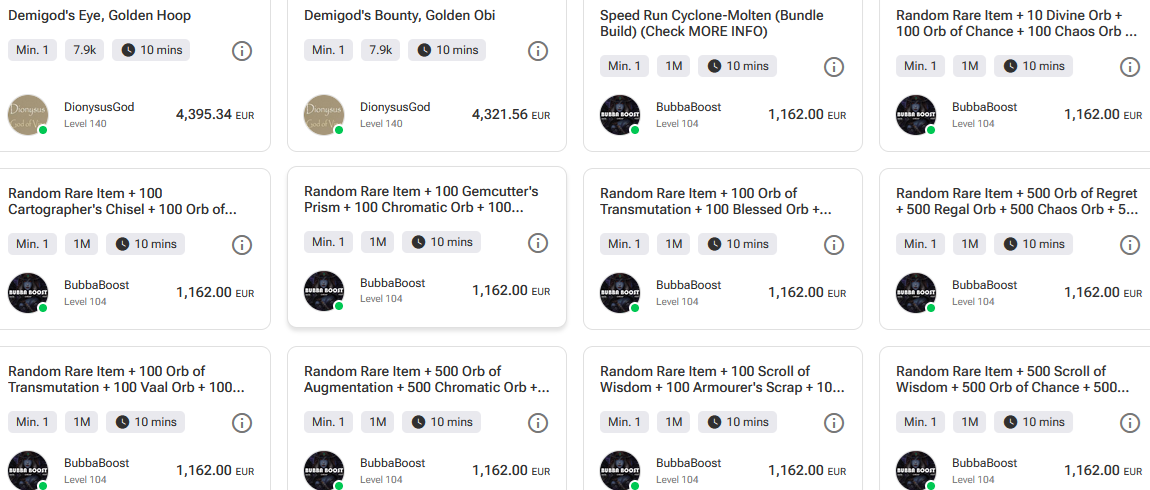 Demigod's Eye, Golden Hoop
Min. 1 7.9k 10 mins
DionysusGod
Level 140
4,395.34 EUR
Demigod's Bounty, Golden Obi
Min. 1 7.9k 10 mins
DionysusGod
Level 140
4,321.56 EUR
Speed Run Cyclone-Molten (Bundle
Build) (Check MORE INFO)
Min. 1 1M 10 mins
BUBBA BOOST
BubbaBoost
Level 104
1,162.00 EUR
Random Rare Item + 10 Divine Orb +
100 Orb of Chance + 100 Chaos Orb ...
Min. 1 1M 10 mins
BUBBA BOOST
BubbaBoost
Level 104
1,162.00 EUR
Random Rare Item + 100
Cartographer's Chisel + 100 Orb of...
Min. 1 1M 10 mins
BUBBA BOOST
BubbaBoost
Level 104
1,162.00 EUR
Random Rare Item + 100 Gemcutter's
Prism + 100 Chromatic Orb + 100...
Min. 1 1M 10 mins
BUBBA BOOST
BubbaBoost
Level 104
1,162.00 EUR
Random Rare Item + 100 Orb of
Transmutation + 100 Blessed Orb +...
Min. 1 1M 10 mins
BUBBA BOOST
BubbaBoost
Level 104
1,162.00 EUR
Random Rare Item + 500 Orb of Regret
+ 500 Regal Orb + 500 Chaos Orb + 5...
Min. 1 1M 10 mins
BUBBA BOOST
BubbaBoost
Level 104
1,162.00 EUR
Random Rare Item + 100 Orb of
Transmutation + 100 Vaal Orb + 100...
Min. 1 1M 10 mins
BUBBA BOOST
BubbaBoost
Level 104
1,162.00 EUR
Random Rare Item + 500 Orb of
Augmentation + 500 Chromatic Orb +...
Min. 1 1M 10 mins
BUBBA BOOST
BubbaBoost
Level 104
1,162.00 EUR
Random Rare Item + 100 Scroll of
Wisdom + 100 Armourer's Scrap + 10...
Min. 1 1M 10 mins
BUBBA BOOST
BubbaBoost
Level 104
1,162.00 EUR
Random Rare Item + 500 Scroll of
Wisdom + 500 Orb of Chance + 500...
Min. 1 1M 10 mins
BUBBA BOOST
BubbaBoost
Level 104
1,162.00 EUR